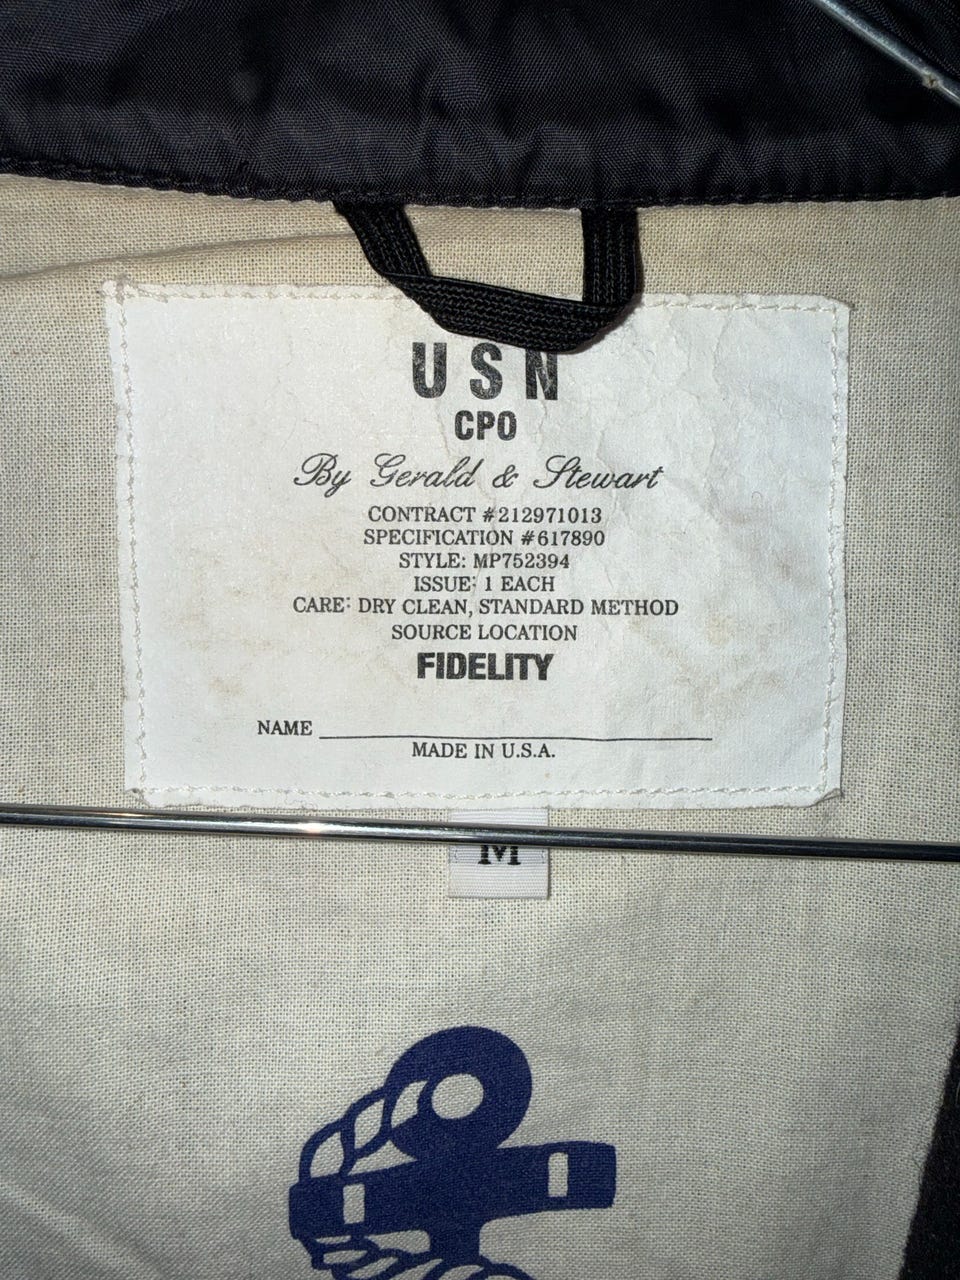 USN
CPO
By Gerald & Stewart
CONTRACT #212971013
SPECIFICATION #617890
STYLE: MP752394
ISSUE: 1 EACH
CARE: DRY CLEAN, STANDARD METHOD
SOURCE LOCATION
FIDELITY
NAME
MADE IN U.S.A.
M